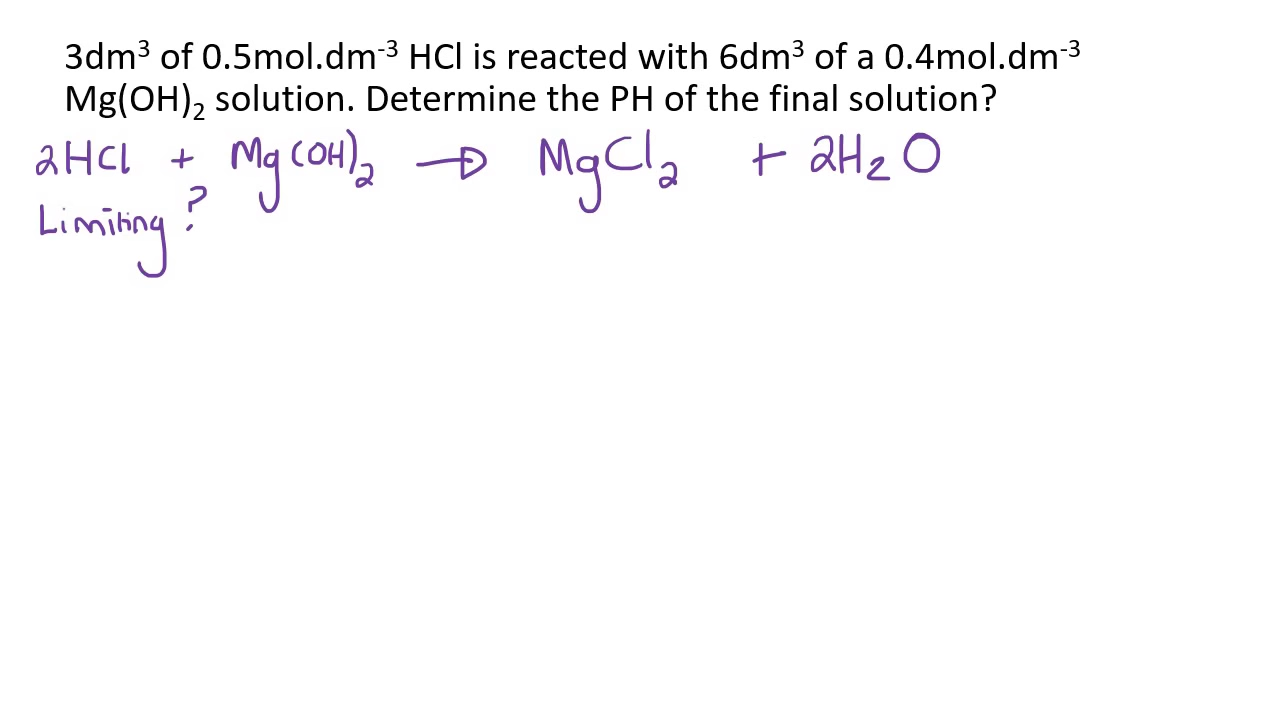 3dm³ of 0.5mol.dm⁻³ HCl is reacted with 6dm³ of a 0.4mol.dm⁻³
Mg(OH)₂ solution. Determine the PH of the final solution?
2HCl + Mg(OH)₂ → MgCl₂ + 2H₂O
Limiting?